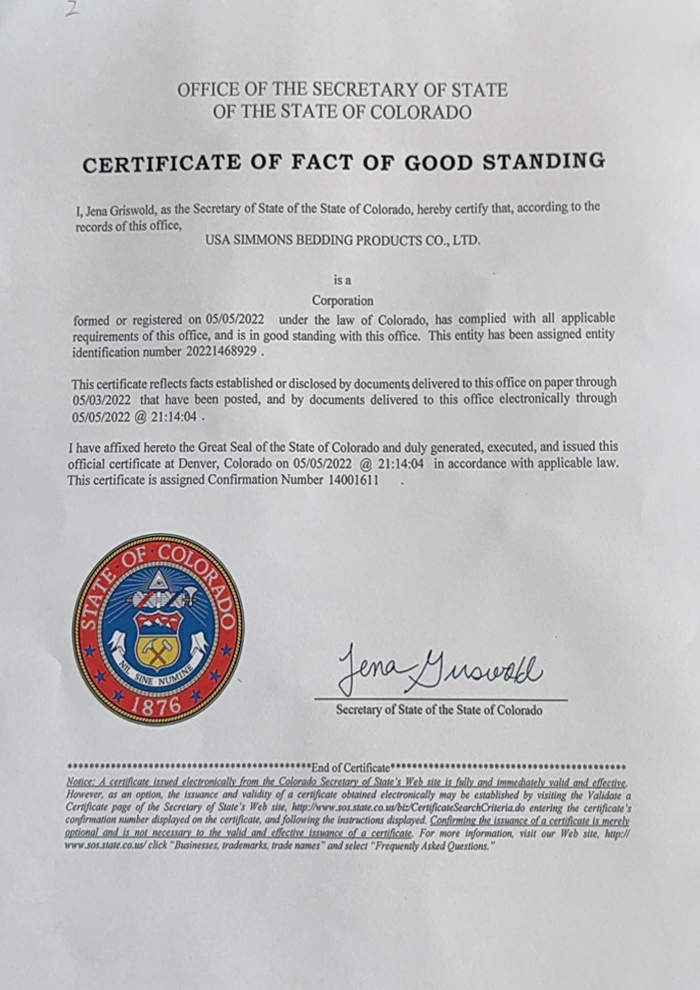 2
OFFICE OF THE SECRETARY OF STATE
OF THE STATE OF COLORADO
CERTIFICATE OF FACT OF GOOD STANDING
I, Jena Griswold, as the Secretary of State of the State of Colorado, hereby certify that, according to the
records of this office,
USA SIMMONS BEDDING PRODUCTS CO., LTD.
is a
Corporation
formed or registered on 05/05/2022 under the law of Colorado, has complied with all applicable
requirements of this office, and is in good standing with this office. This entity has been assigned entity
identification number 20221468929 .
This certificate reflects facts established or disclosed by documents delivered to this office on paper through
05/03/2022 that have been posted, and by documents delivered to this office electronically through
05/05/2022 @ 21:14:04 .
I have affixed hereto the Great Seal of the State of Colorado and duly generated, executed, and issued this
official certificate at Denver, Colorado on 05/05/2022 @ 21:14:04 in accordance with applicable law.
This certificate is assigned Confirmation Number 14001611 .
STATE OF COLORADO
NIL SINE NUMINE
1876
Jena Griswold
Secretary of State of the State of Colorado
*********************************************End of Certificate*********************************************
Notice: A certificate issued electronically from the Colorado Secretary of State's Web site is fully and immediately valid and effective.
However, as an option, the issuance and validity of a certificate obtained electronically may be established by visiting the Validate a
Certificate page of the Secretary of State's Web site, http://www.sos.state.co.us/biz/CertificateSearchCriteria.do entering the certificate's
confirmation number displayed on the certificate, and following the instructions displayed. Confirming the issuance of a certificate is merely
optional and is not necessary to the valid and effective issuance of a certificate. For more information, visit our Web site, http://
www.sos.state.co.us/ click "Businesses, trademarks, trade names" and select "Frequently Asked Questions."